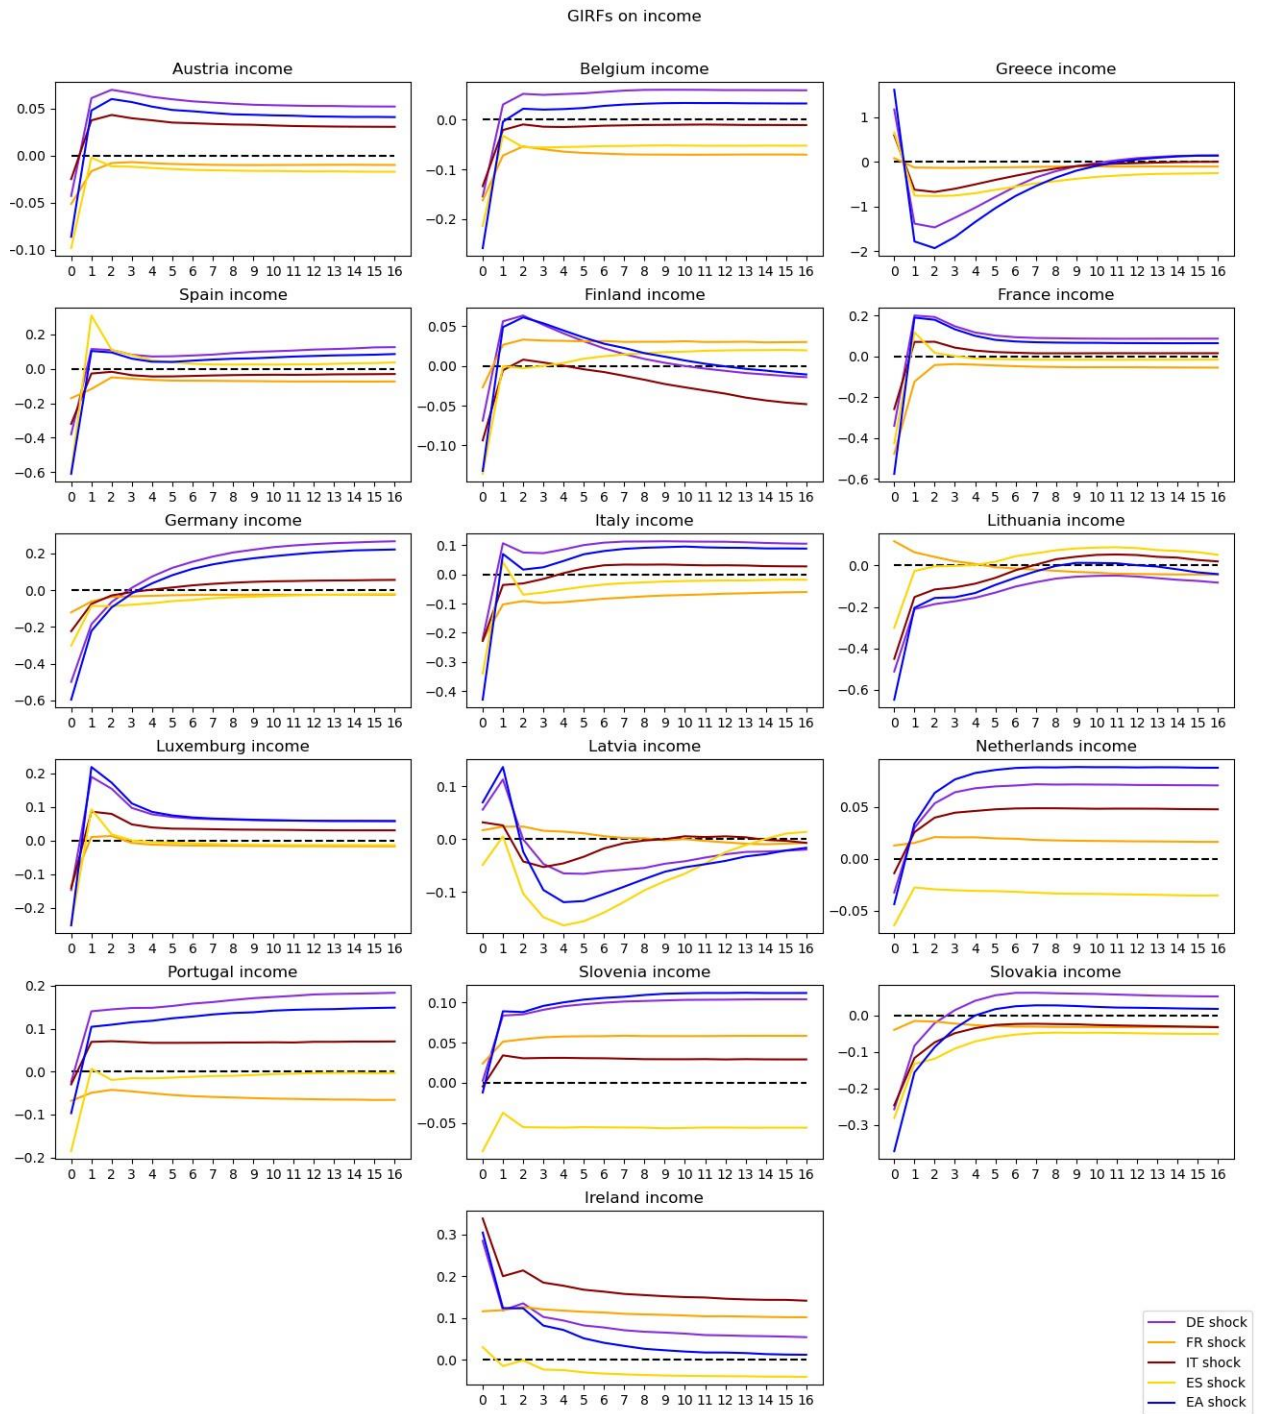 GIRFs on income
Austria income
0.05
0.00
−0.05
−0.10
0 1 2 3 4 5 6 7 8 9 10 11 12 13 14 15 16
Belgium income
0.0
−0.1
−0.2
0 1 2 3 4 5 6 7 8 9 10 11 12 13 14 15 16
Greece income
1
0
−1
−2
0 1 2 3 4 5 6 7 8 9 10 11 12 13 14 15 16
Spain income
0.2
0.0
−0.2
−0.4
−0.6
0 1 2 3 4 5 6 7 8 9 10 11 12 13 14 15 16
Finland income
0.05
0.00
−0.05
−0.10
0 1 2 3 4 5 6 7 8 9 10 11 12 13 14 15 16
France income
0.2
0.0
−0.2
−0.4
−0.6
0 1 2 3 4 5 6 7 8 9 10 11 12 13 14 15 16
Germany income
0.2
0.0
−0.2
−0.4
−0.6
0 1 2 3 4 5 6 7 8 9 10 11 12 13 14 15 16
Italy income
0.1
0.0
−0.1
−0.2
−0.3
−0.4
0 1 2 3 4 5 6 7 8 9 10 11 12 13 14 15 16
Lithuania income
0.0
−0.2
−0.4
−0.6
0 1 2 3 4 5 6 7 8 9 10 11 12 13 14 15 16
Luxemburg income
0.2
0.1
0.0
−0.1
−0.2
0 1 2 3 4 5 6 7 8 9 10 11 12 13 14 15 16
Latvia income
0.1
0.0
−0.1
0 1 2 3 4 5 6 7 8 9 10 11 12 13 14 15 16
Netherlands income
0.05
0.00
−0.05
0 1 2 3 4 5 6 7 8 9 10 11 12 13 14 15 16
Portugal income
0.2
0.1
0.0
−0.1
−0.2
0 1 2 3 4 5 6 7 8 9 10 11 12 13 14 15 16
Slovenia income
0.10
0.05
0.00
−0.05
0 1 2 3 4 5 6 7 8 9 10 11 12 13 14 15 16
Slovakia income
0.0
−0.1
−0.2
−0.3
0 1 2 3 4 5 6 7 8 9 10 11 12 13 14 15 16
Ireland income
0.3
0.2
0.1
0.0
0 1 2 3 4 5 6 7 8 9 10 11 12 13 14 15 16
DE shock
FR shock
IT shock
ES shock
EA shock